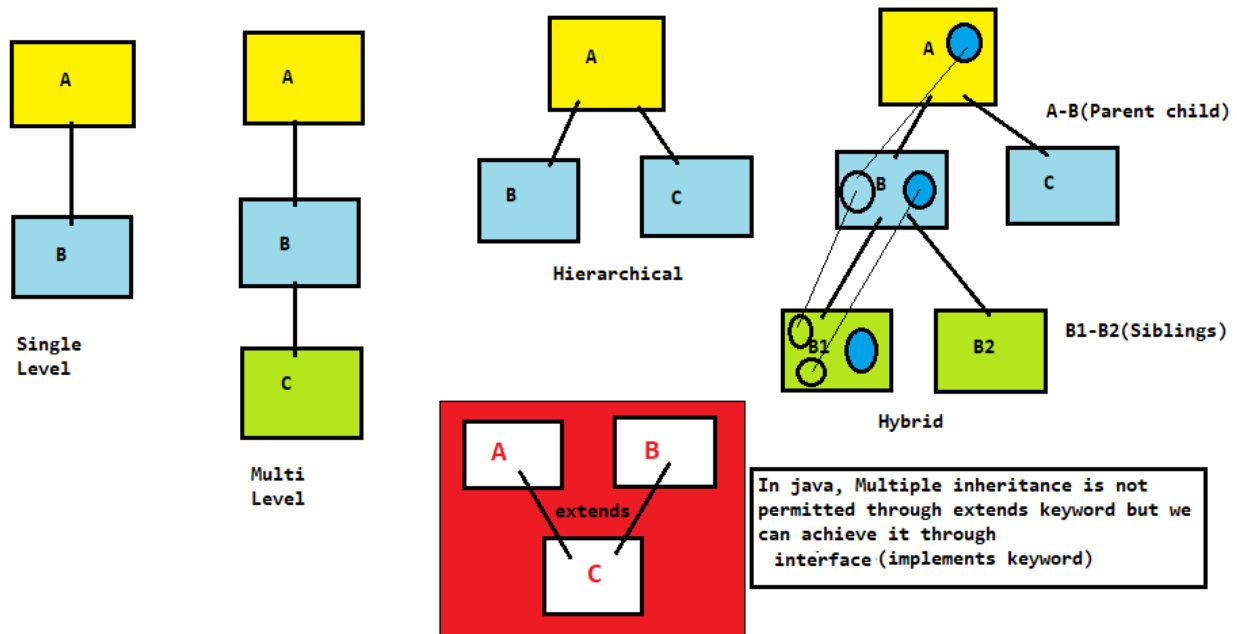 A
B
Single
Level
A
B
C
Multi
Level
A
B
C
Hierarchical
A
B
C
B1
B2
A-B(Parent child)
B1-B2(Siblings)
Hybrid
A
B
extends
C
In java, Multiple inheritance is not
permitted through extends keyword but we
can achieve it through
interface (implements keyword)